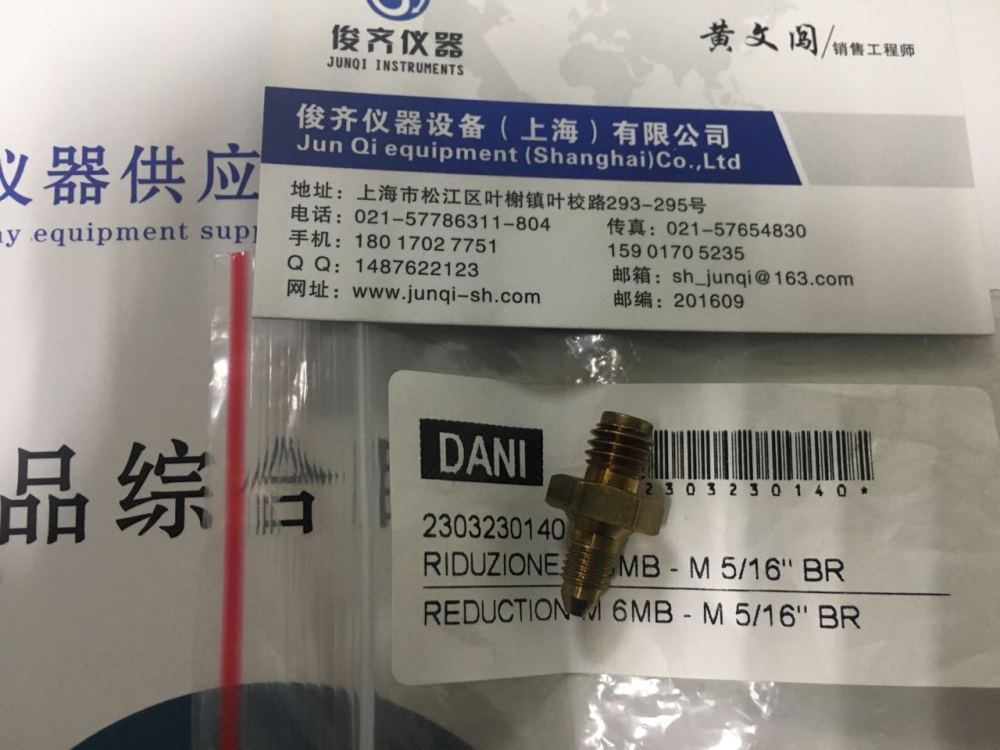 俊齐仪器
JUNQI INSTRUMENTS
黄文闯/销售工程师
俊齐仪器设备（上海）有限公司
Jun Qi equipment (Shanghai)Co.,Ltd
地址：上海市松江区叶榭镇叶校路293-295号
电话：021-57786311-804 传真：021-57654830
手机：180 1702 7751 159 0170 5235
Q Q：1487622123 邮箱：sh_junqi@163.com
网址：www.junqi-sh.com 邮编：201609
仪器供应
equipment
品综合
DANI
2303230140*
2303230140
RIDUZIONE 6MB - M 5/16" BR
REDUCTION M 6MB - M 5/16" BR